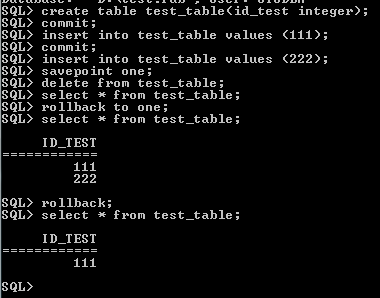 SQL> create table test_table(id_test integer);
SQL> commit;
SQL> insert into test_table values (111);
SQL> commit;
SQL> insert into test_table values (222);
SQL> savepoint one;
SQL> delete from test_table;
SQL> select * from test_table;
SQL> rollback to one;
SQL> select * from test_table;
ID_TEST
============
111
222
SQL> rollback;
SQL> select * from test_table;
ID_TEST
============
111
SQL>